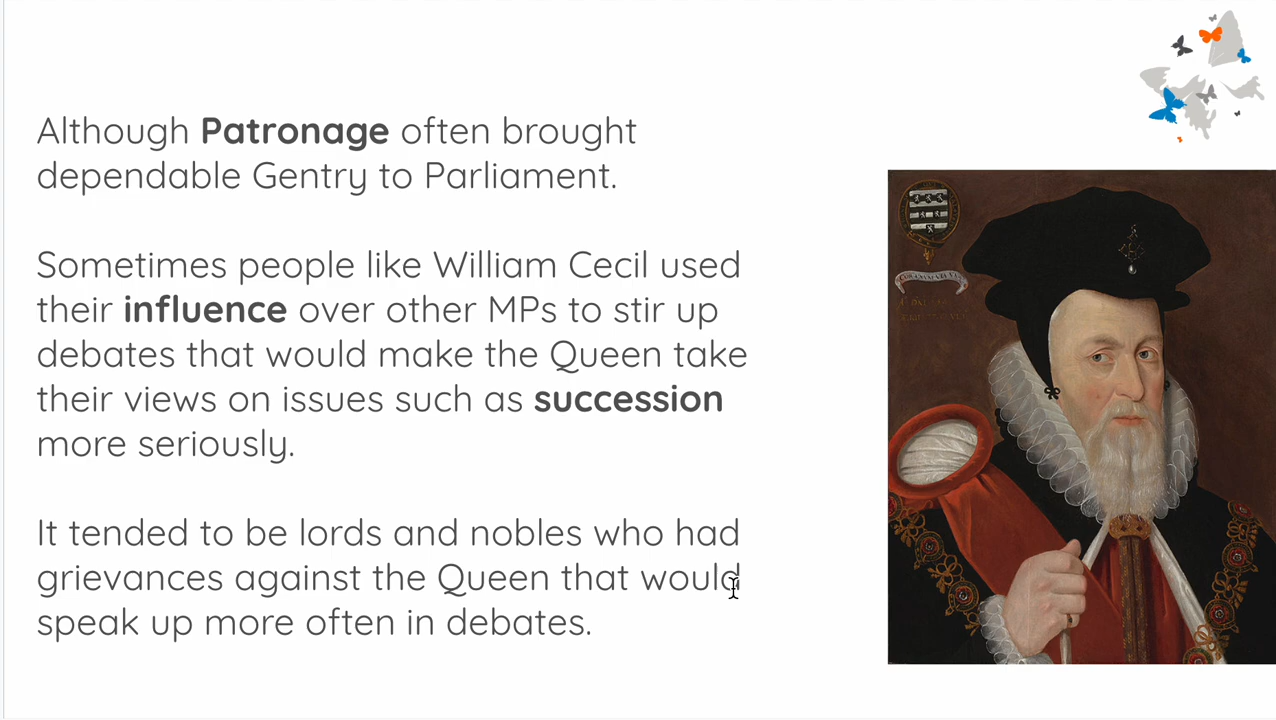 Although Patronage often brought
dependable Gentry to Parliament.
Sometimes people like William Cecil used
their influence over other MPs to stir up
debates that would make the Queen take
their views on issues such as succession
more seriously.
It tended to be lords and nobles who had
grievances against the Queen that would
speak up more often in debates.